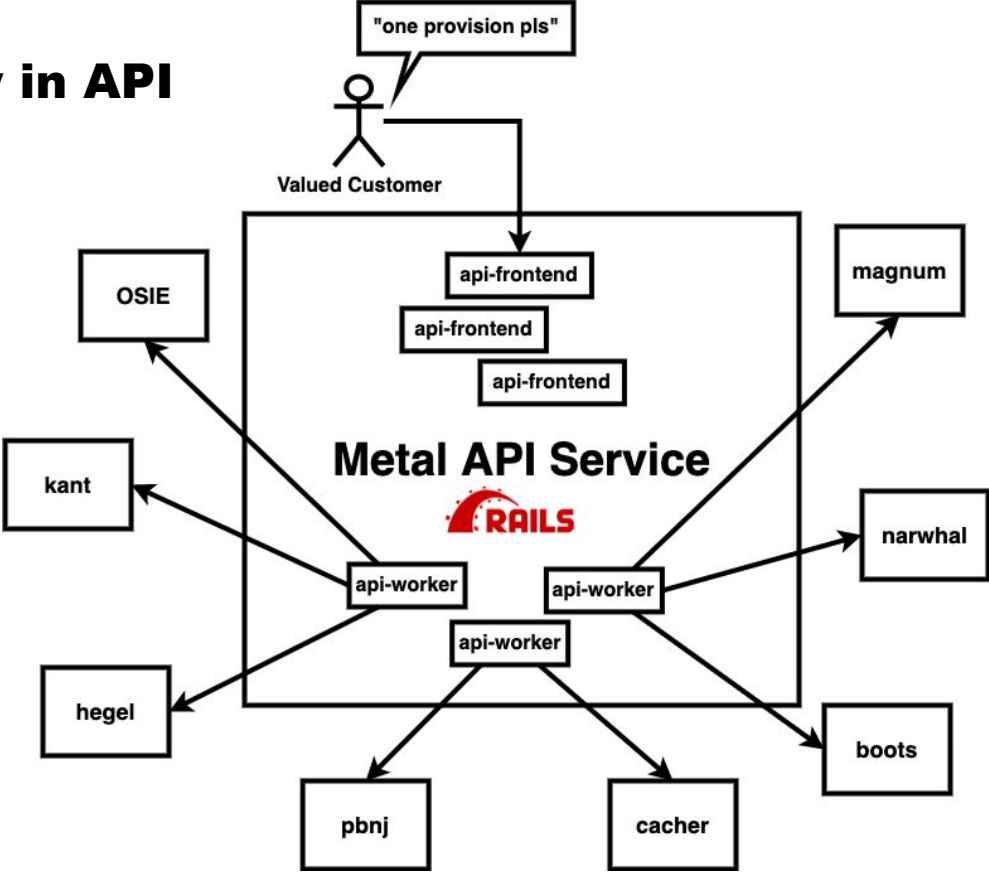 "one provision pls"
in API
Valued Customer
api-frontend
magnum
OSIE
api-frontend
api-frontend
Metal API Service
RAILS
kant
narwhal
api-worker
api-worker
api-worker
hegel
boots
pbnj
cacher